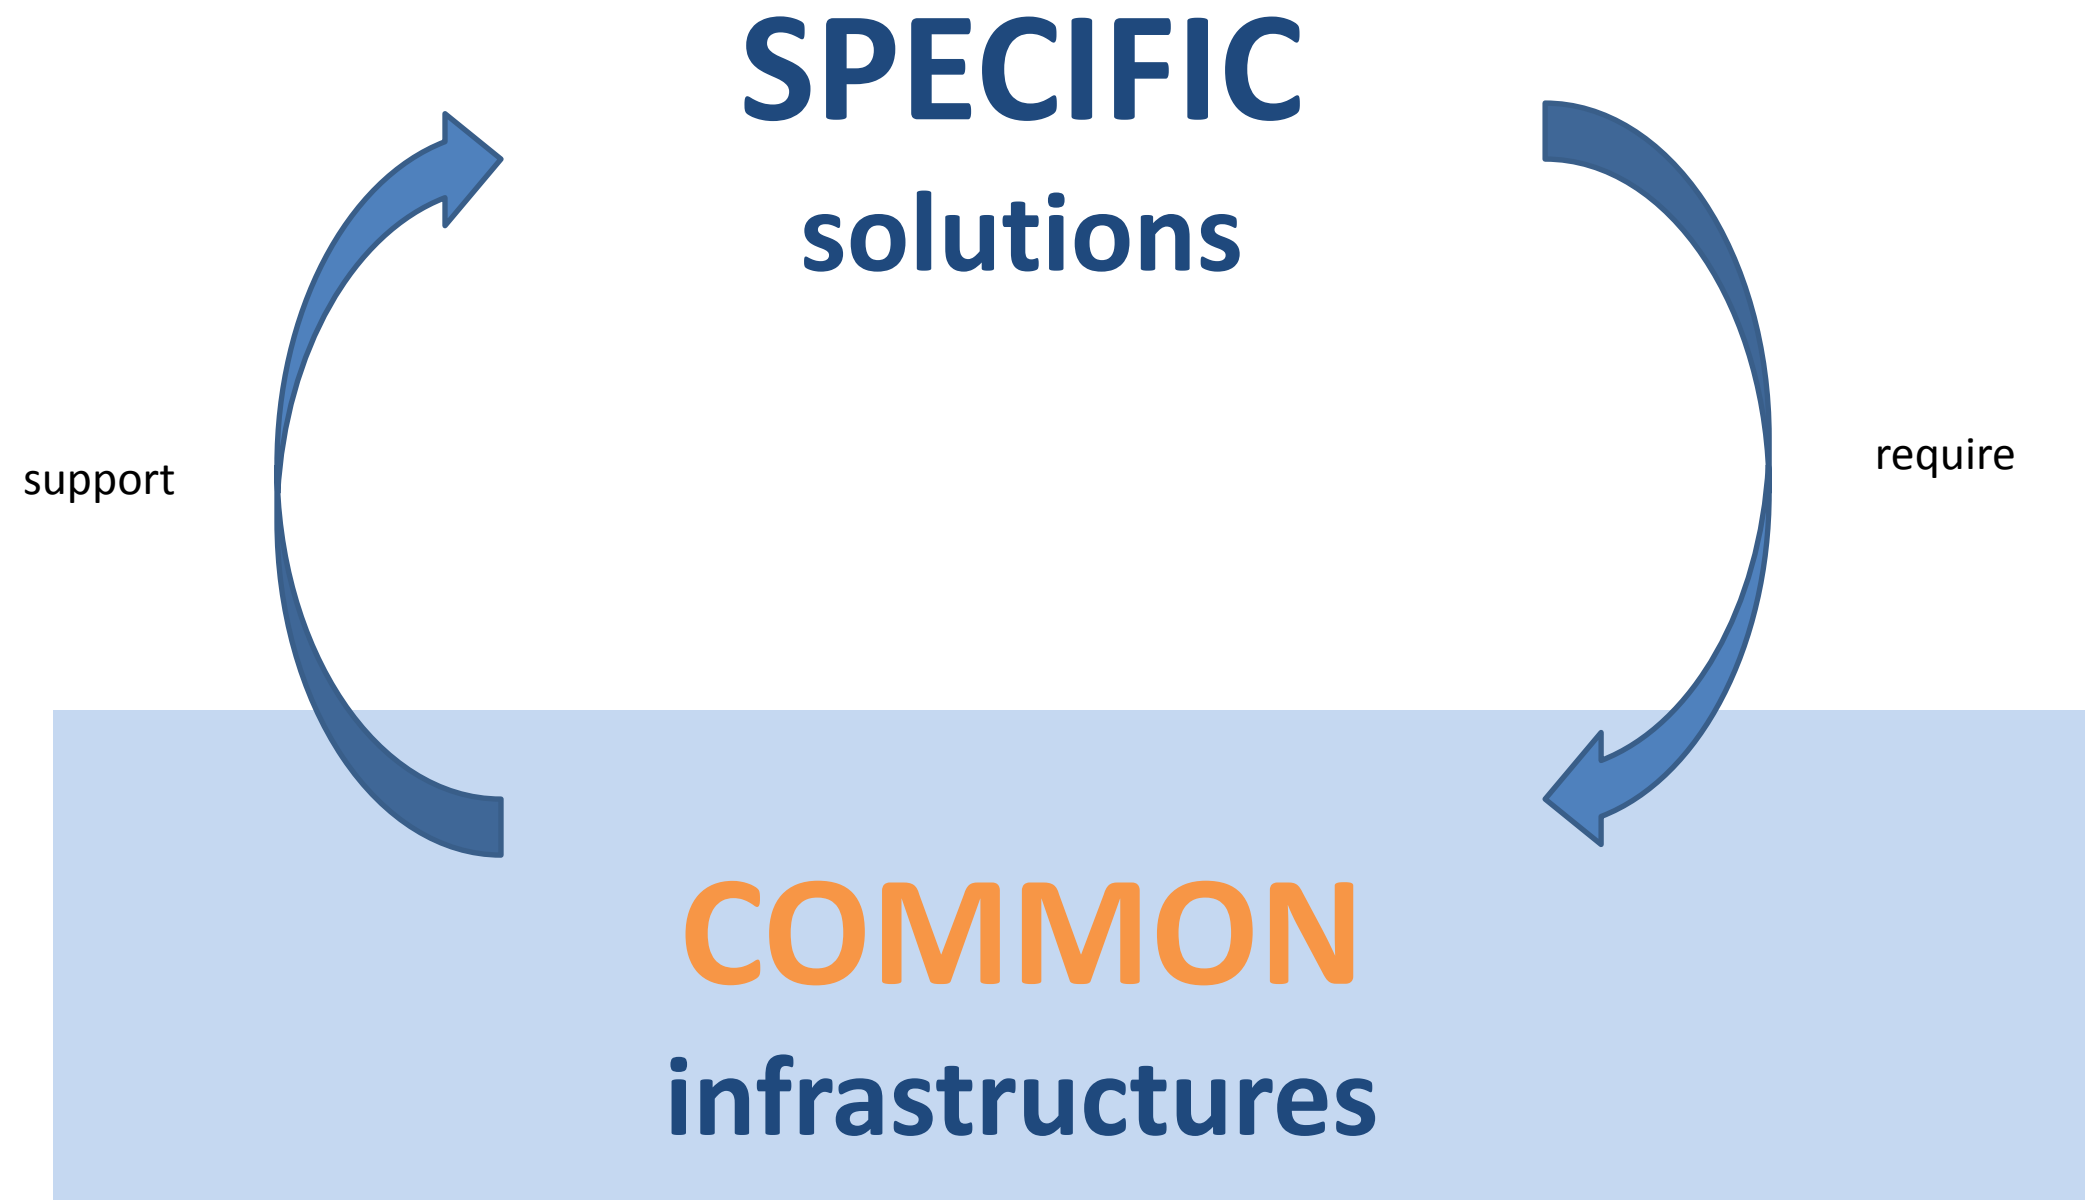 SPECIFIC
solutions
support
require
COMMON
infrastructures